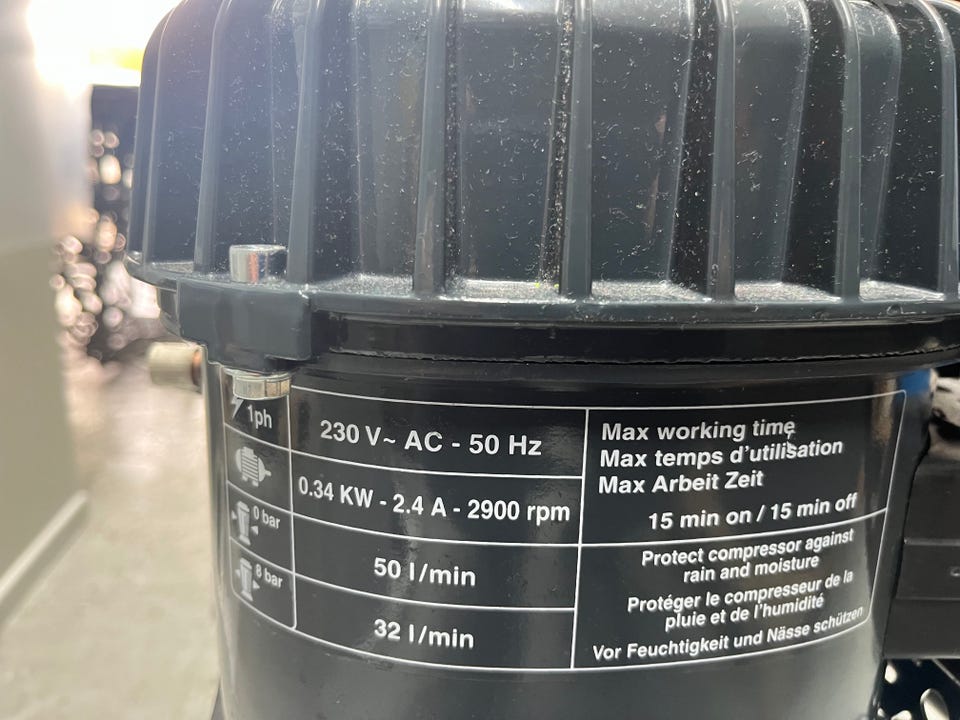 1ph
230 V~ AC - 50 Hz
0.34 KW - 2.4 A - 2900 rpm
0 bar
50 l/min
8 bar
32 l/min
Max working time
Max temps d'utilisation
Max Arbeit Zeit
15 min on / 15 min off
Protect compressor against
rain and moisture
Protéger le compresseur de la
pluie et de l'humidité
Vor Feuchtigkeit und Nässe schützen